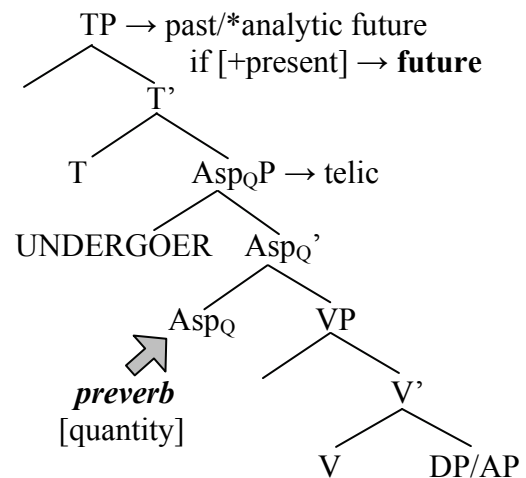 TP → past/*analytic future
if [+present] → future
T’
T AspQP → telic
UNDERGOER AspQ’
AspQ VP
preverb V’
[quantity]
V DP/AP